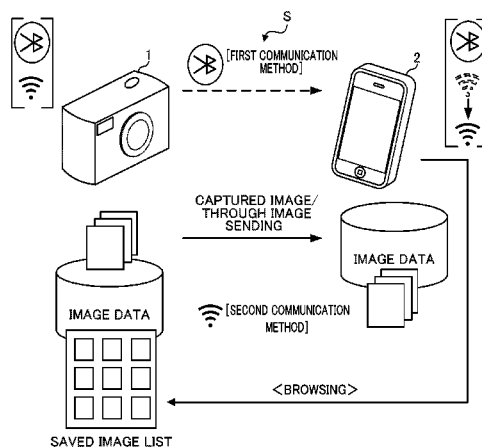 S
1
[FIRST COMMUNICATION
METHOD]
2
CAPTURED IMAGE/
THROUGH IMAGE
SENDING
IMAGE DATA
IMAGE DATA
[SECOND COMMUNICATION
METHOD]
<BROWSING>
SAVED IMAGE LIST